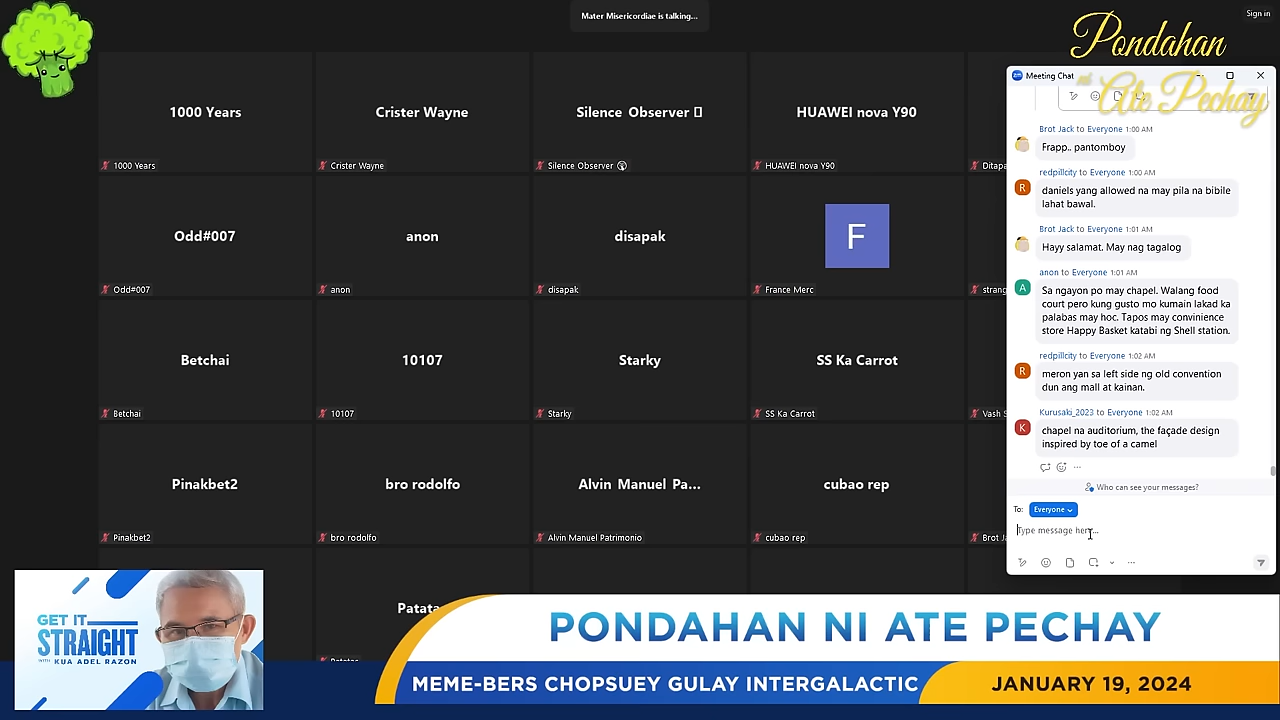 Mater Misericordiae is talking...
Sign in
Pondahan
ni Ate Pechay
1000 Years
Crister Wayne
Silence Observer
HUAWEI nova Y90
1000 Years
Crister Wayne
Silence Observer
HUAWEI nova Y90
Ditapa
Odd#007
anon
disapak
F
Odd#007
anon
disapak
France Merc
strang
Betchai
10107
Starky
SS Ka Carrot
Betchai
10107
Starky
SS Ka Carrot
Vash S
Pinakbet2
bro rodolfo
Alvin Manuel Pa...
cubao rep
Pinakbet2
bro rodolfo
Alvin Manuel Patrimonio
cubao rep
Brot Ja
Patata
Patatas
Meeting Chat
Brot Jack to Everyone 1:00 AM
Frapp.. pantomboy
redpillcity to Everyone 1:00 AM
R
daniels yang allowed na may pila na bibile
lahat bawal.
Brot Jack to Everyone 1:01 AM
Hayy salamat. May nag tagalog
anon to Everyone 1:01 AM
A
Sa ngayon po may chapel. Walang food
court pero kung gusto mo kumain lakad ka
palabas may hoc. Tapos may convinience
store Happy Basket katabi ng Shell station.
redpillcity to Everyone 1:02 AM
R
meron yan sa left side ng old convention
dun ang mall at kainan.
Kurusaki_2023 to Everyone 1:02 AM
K
chapel na auditorium, the façade design
inspired by toe of a camel
Who can see your messages?
To: Everyone
Type message here...
GET IT
STRAIGHT
WITH KUA ADEL RAZON
PONDAHAN NI ATE PECHAY
MEME-BERS CHOPSUEY GULAY INTERGALACTIC
JANUARY 19, 2024